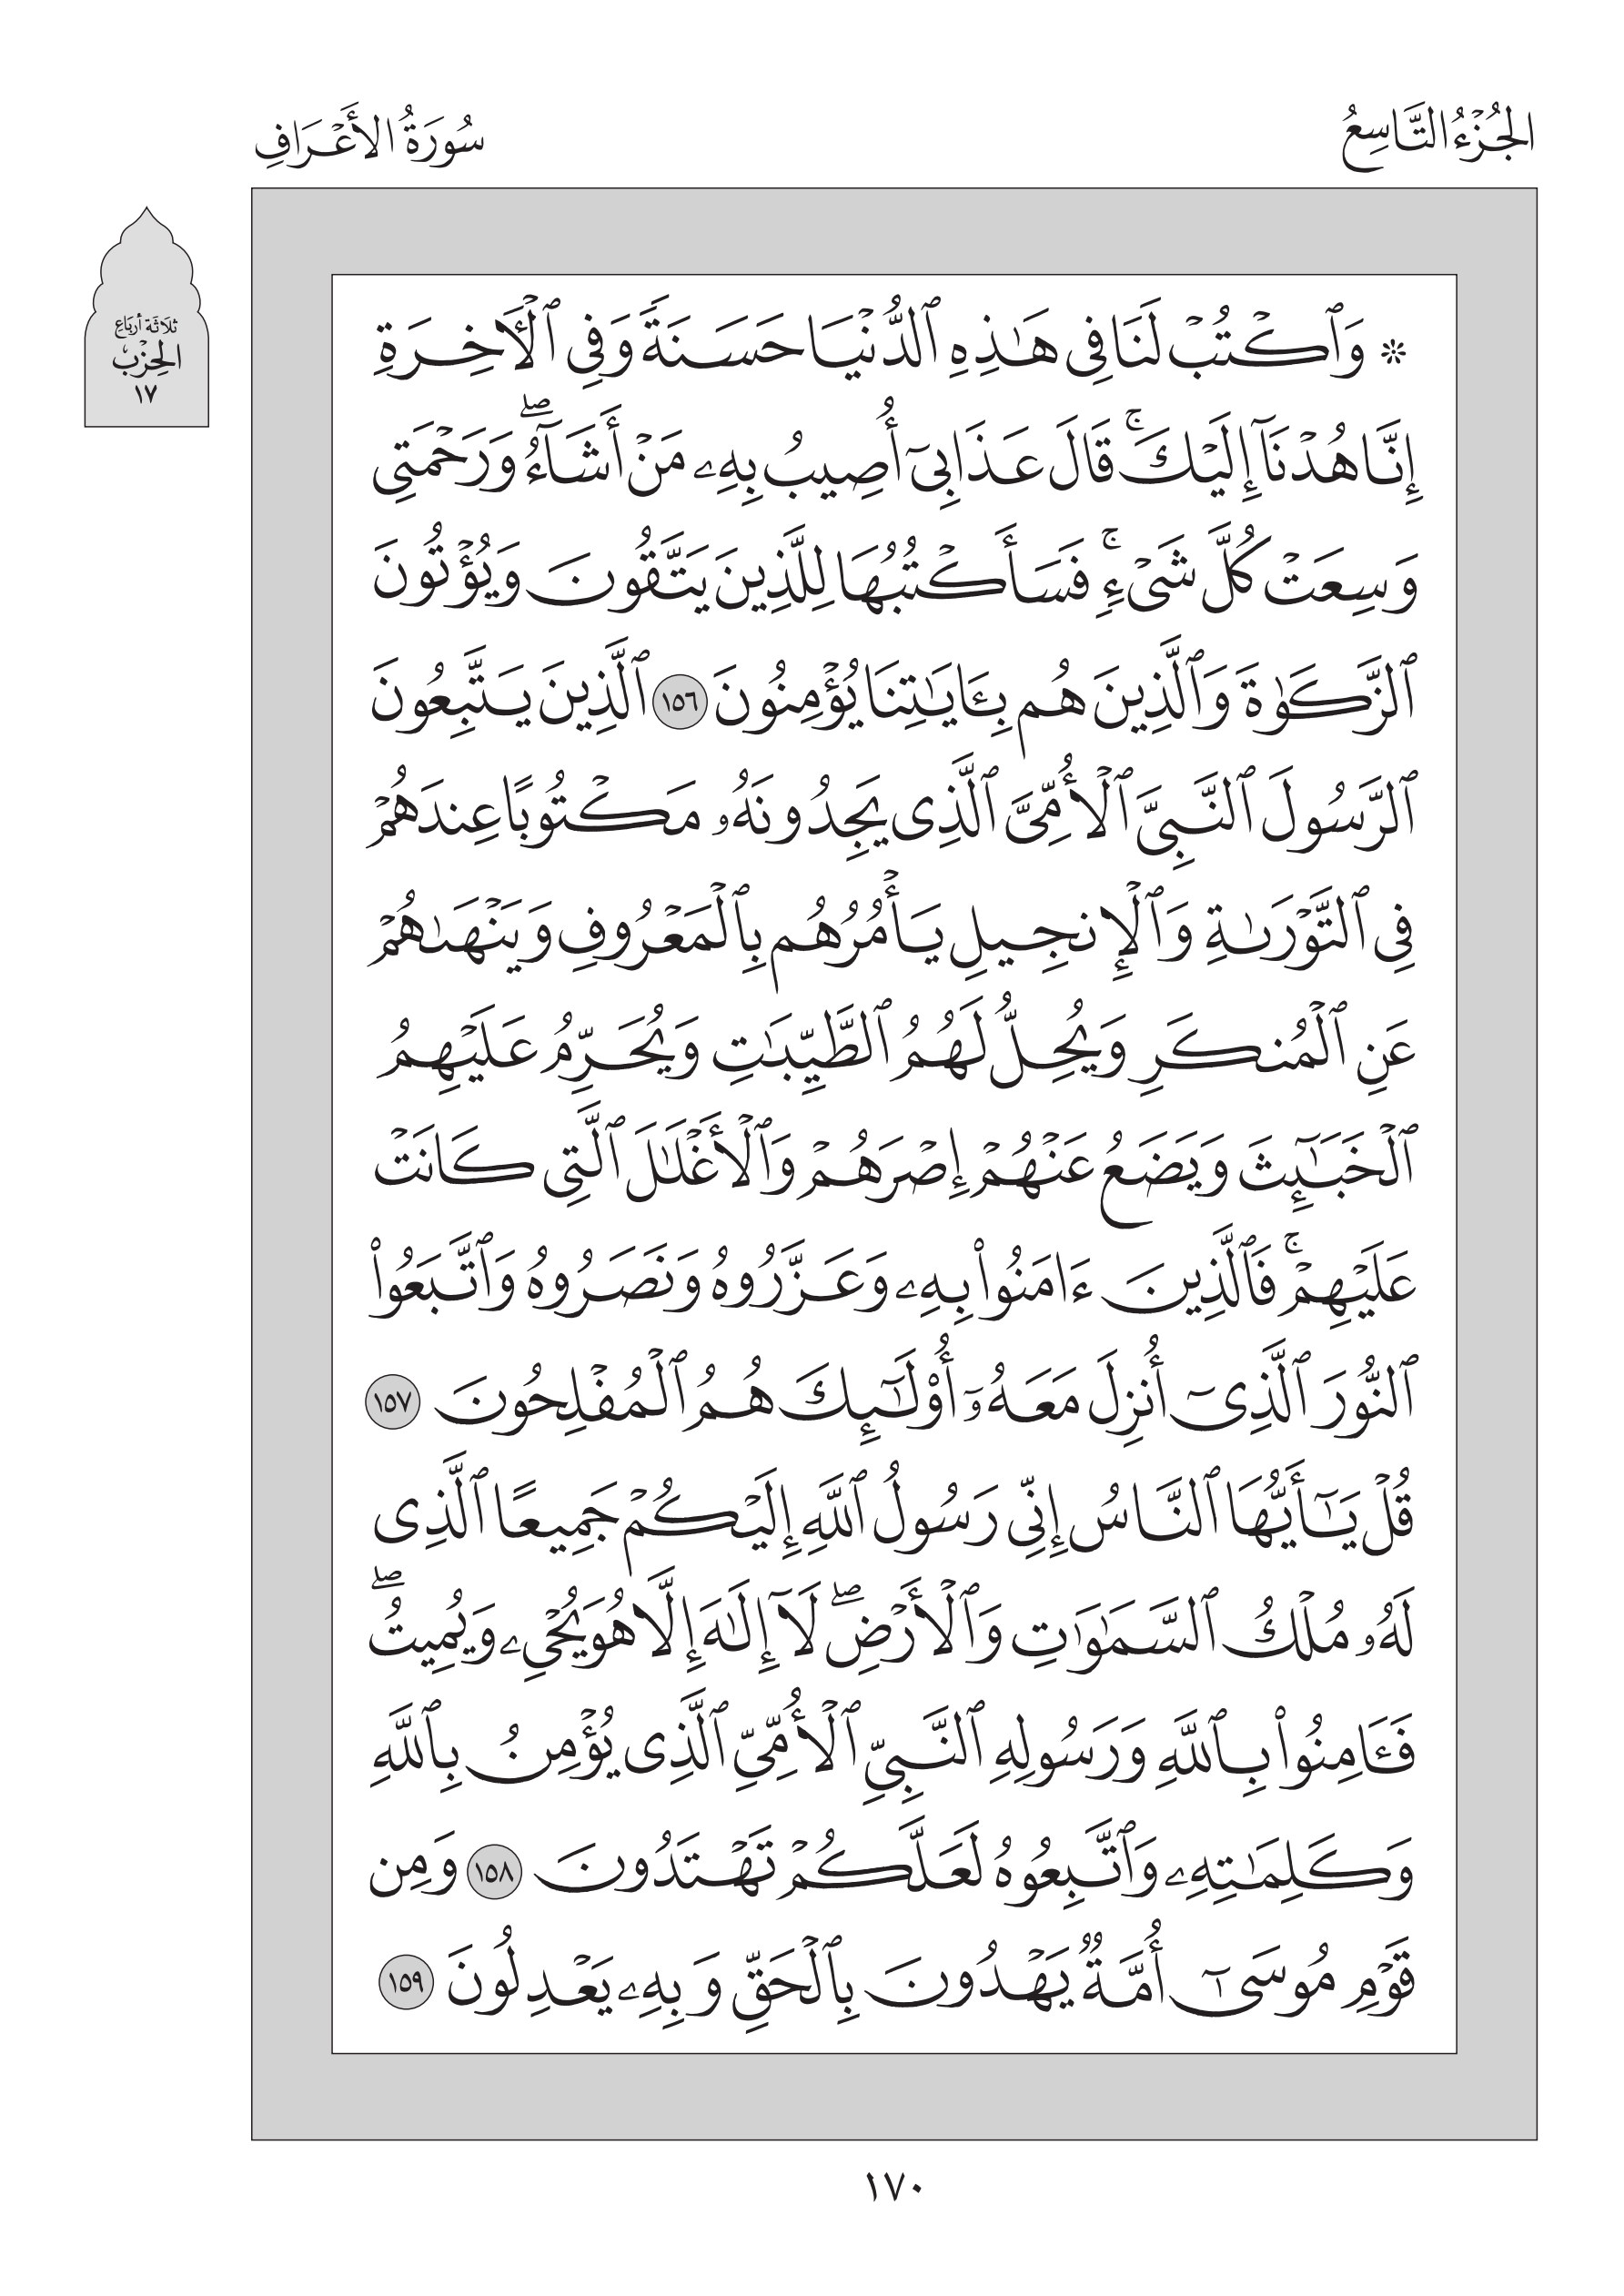 الجُزْءُ التَّاسِعُ
سُورَةُ الأَعْرَافِ
ثلاثة أرباع
الحِزْب
١٧
۞ وَٱكۡتُبۡ لَنَا فِي هَٰذِهِ ٱلدُّنۡيَا حَسَنَةٗ وَفِي ٱلۡأٓخِرَةِ
إِنَّا هُدۡنَآ إِلَيۡكَۚ قَالَ عَذَابِيٓ أُصِيبُ بِهِۦ مَنۡ أَشَآءُۖ وَرَحۡمَتِي
وَسِعَتۡ كُلَّ شَيۡءٖۚ فَسَأَكۡتُبُهَا لِلَّذِينَ يَتَّقُونَ وَيُؤۡتُونَ
ٱلزَّكَوٰةَ وَٱلَّذِينَ هُم بِـَٔايَٰتِنَا يُؤۡمِنُونَ ١٥٦ ٱلَّذِينَ يَتَّبِعُونَ
ٱلرَّسُولَ ٱلنَّبِيَّ ٱلۡأُمِّيَّ ٱلَّذِي يَجِدُونَهُۥ مَكۡتُوبًا عِندَهُمۡ
فِي ٱلتَّوۡرَىٰةِ وَٱلۡإِنجِيلِ يَأۡمُرُهُم بِٱلۡمَعۡرُوفِ وَيَنۡهَىٰهُمۡ
عَنِ ٱلۡمُنكَرِ وَيُحِلُّ لَهُمُ ٱلطَّيِّبَٰتِ وَيُحَرِّمُ عَلَيۡهِمُ
ٱلۡخَبَٰٓئِثَ وَيَضَعُ عَنۡهُمۡ إِصۡرَهُمۡ وَٱلۡأَغۡلَٰلَ ٱلَّتِي كَانَتۡ
عَلَيۡهِمۡۚ فَٱلَّذِينَ ءَامَنُواْ بِهِۦ وَعَزَّرُوهُ وَنَصَرُوهُ وَٱتَّبَعُواْ
ٱلنُّورَ ٱلَّذِيٓ أُنزِلَ مَعَهُۥٓ أُوْلَٰٓئِكَ هُمُ ٱلۡمُفۡلِحُونَ ١٥٧
قُلۡ يَٰٓأَيُّهَا ٱلنَّاسُ إِنِّي رَسُولُ ٱللَّهِ إِلَيۡكُمۡ جَمِيعًا ٱلَّذِي
لَهُۥ مُلۡكُ ٱلسَّمَٰوَٰتِ وَٱلۡأَرۡضِۖ لَآ إِلَٰهَ إِلَّا هُوَ يُحۡيِۦ وَيُمِيتُۖ
فَـَٔامِنُواْ بِٱللَّهِ وَرَسُولِهِ ٱلنَّبِيِّ ٱلۡأُمِّيِّ ٱلَّذِي يُؤۡمِنُ بِٱللَّهِ
وَكَلِمَٰتِهِۦ وَٱتَّبِعُوهُ لَعَلَّكُمۡ تَهۡتَدُونَ ١٥٨ وَمِن
قَوۡمِ مُوسَىٰٓ أُمَّةٞ يَهۡدُونَ بِٱلۡحَقِّ وَبِهِۦ يَعۡدِلُونَ ١٥٩
١٧٠